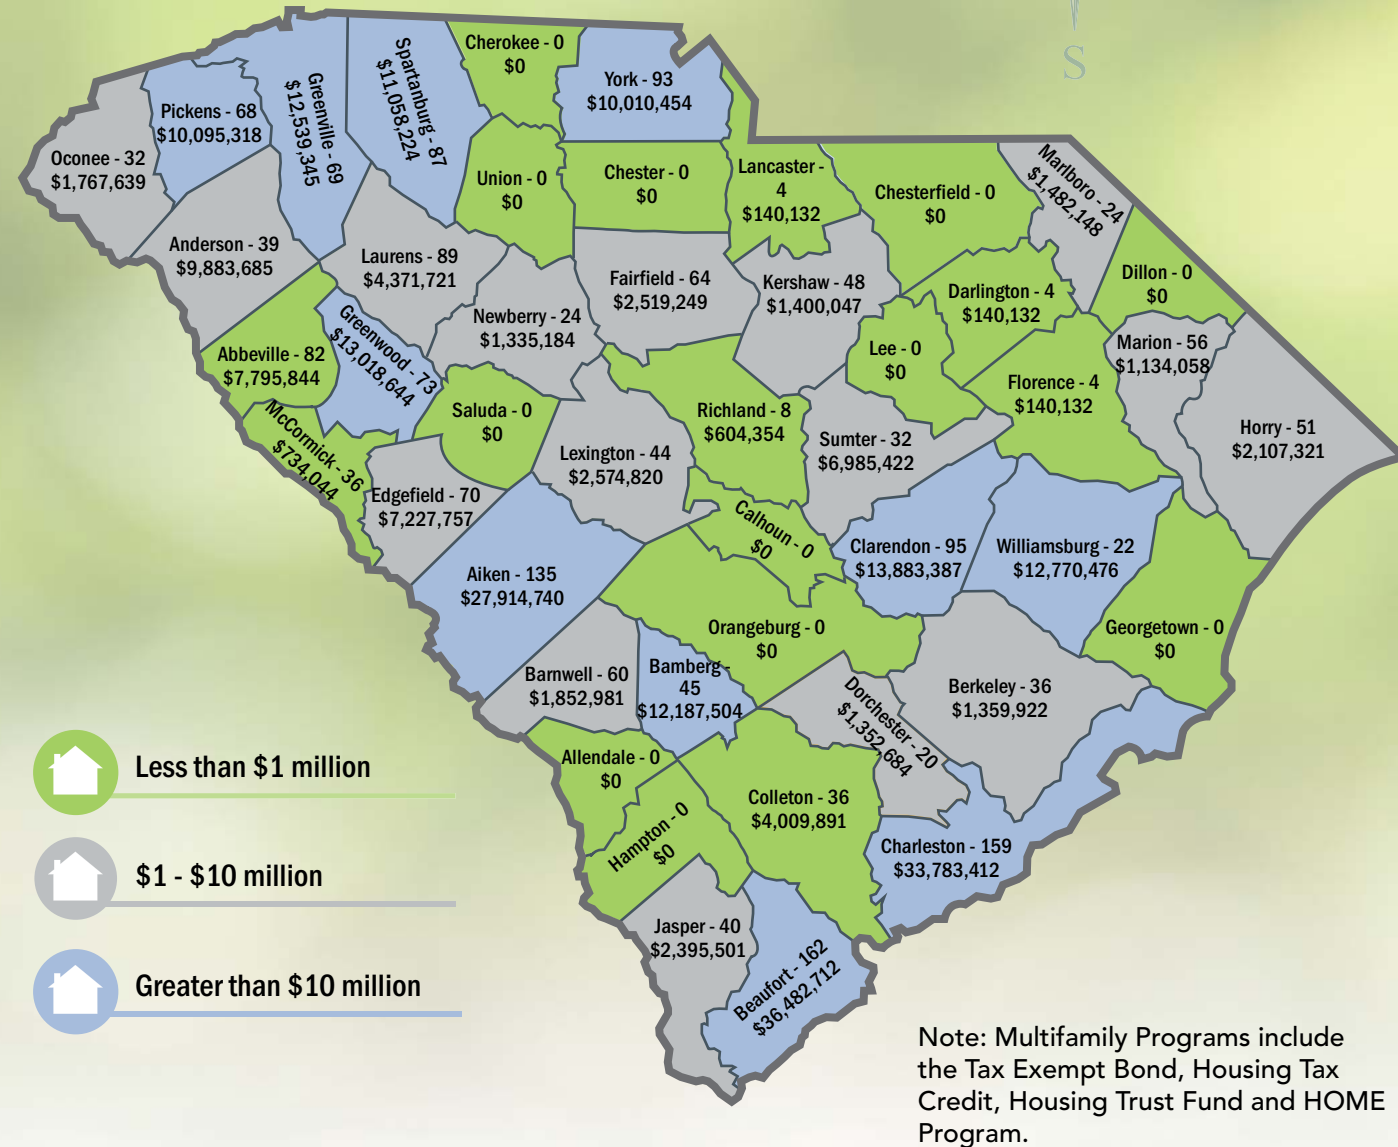 S
Cherokee - 0
$0
York - 93
$10,010,454
Spartanburg - 87
$11,058,224
Greenville - 69
$12,539,345
Pickens - 68
$10,095,318
Oconee - 32
$1,767,639
Union - 0
$0
Chester - 0
$0
Lancaster -
4
$140,132
Chesterfield - 0
$0
Marlboro - 24
$1,482,148
Anderson - 39
$9,883,685
Laurens - 89
$4,371,721
Fairfield - 64
$2,519,249
Kershaw - 48
$1,400,047
Darlington - 4
$140,132
Dillon - 0
$0
Newberry - 24
$1,335,184
Greenwood - 73
$13,018,644
Abbeville - 82
$7,795,844
Lee - 0
$0
Marion - 56
$1,134,058
Florence - 4
$140,132
Saluda - 0
$0
Richland - 8
$604,354
Sumter - 32
$6,985,422
Horry - 51
$2,107,321
McCormick - 36
$734,044
Lexington - 44
$2,574,820
Edgefield - 70
$7,227,757
Calhoun - 0
$0
Clarendon - 95
$13,883,387
Williamsburg - 22
$12,770,476
Aiken - 135
$27,914,740
Orangeburg - 0
$0
Georgetown - 0
$0
Barnwell - 60
$1,852,981
Bamberg -
45
$12,187,504
Dorchester - 20
$1,352,684
Berkeley - 36
$1,359,922
Allendale - 0
$0
Hampton - 0
$0
Colleton - 36
$4,009,891
Charleston - 159
$33,783,412
Jasper - 40
$2,395,501
Beaufort - 162
$36,482,712
Less than $1 million
$1 - $10 million
Greater than $10 million
Note: Multifamily Programs include
the Tax Exempt Bond, Housing Tax
Credit, Housing Trust Fund and HOME
Program.